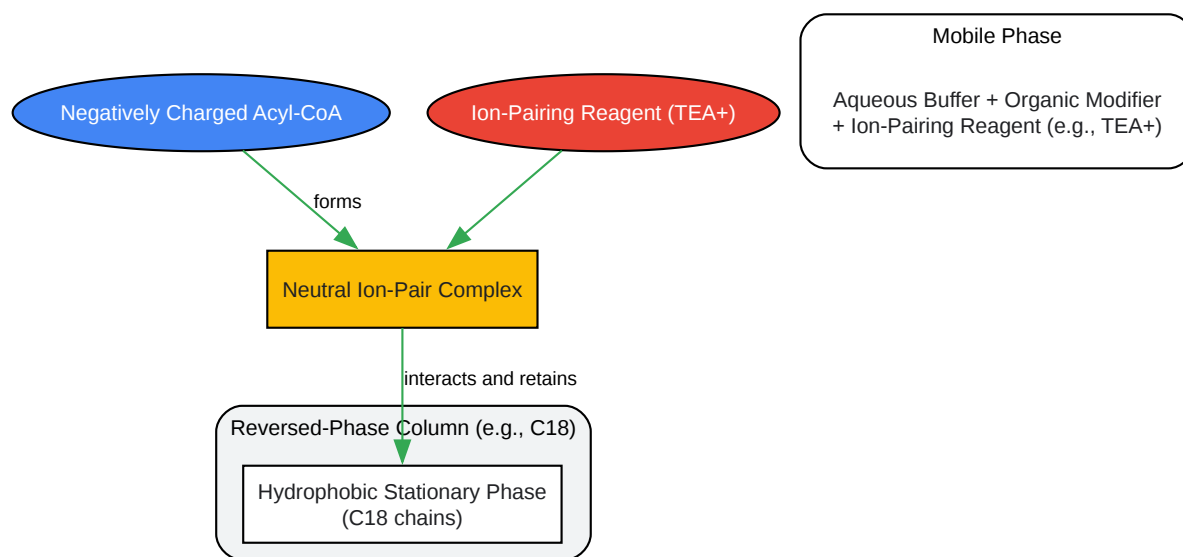 Mobile Phase
Negatively Charged Acyl-CoA
Ion-Pairing Reagent (TEA+)
Aqueous Buffer + Organic Modifier
+ Ion-Pairing Reagent (e.g., TEA+)
forms
Neutral Ion-Pair Complex
interacts and retains
Reversed-Phase Column (e.g., C18)
Hydrophobic Stationary Phase
(C18 chains)